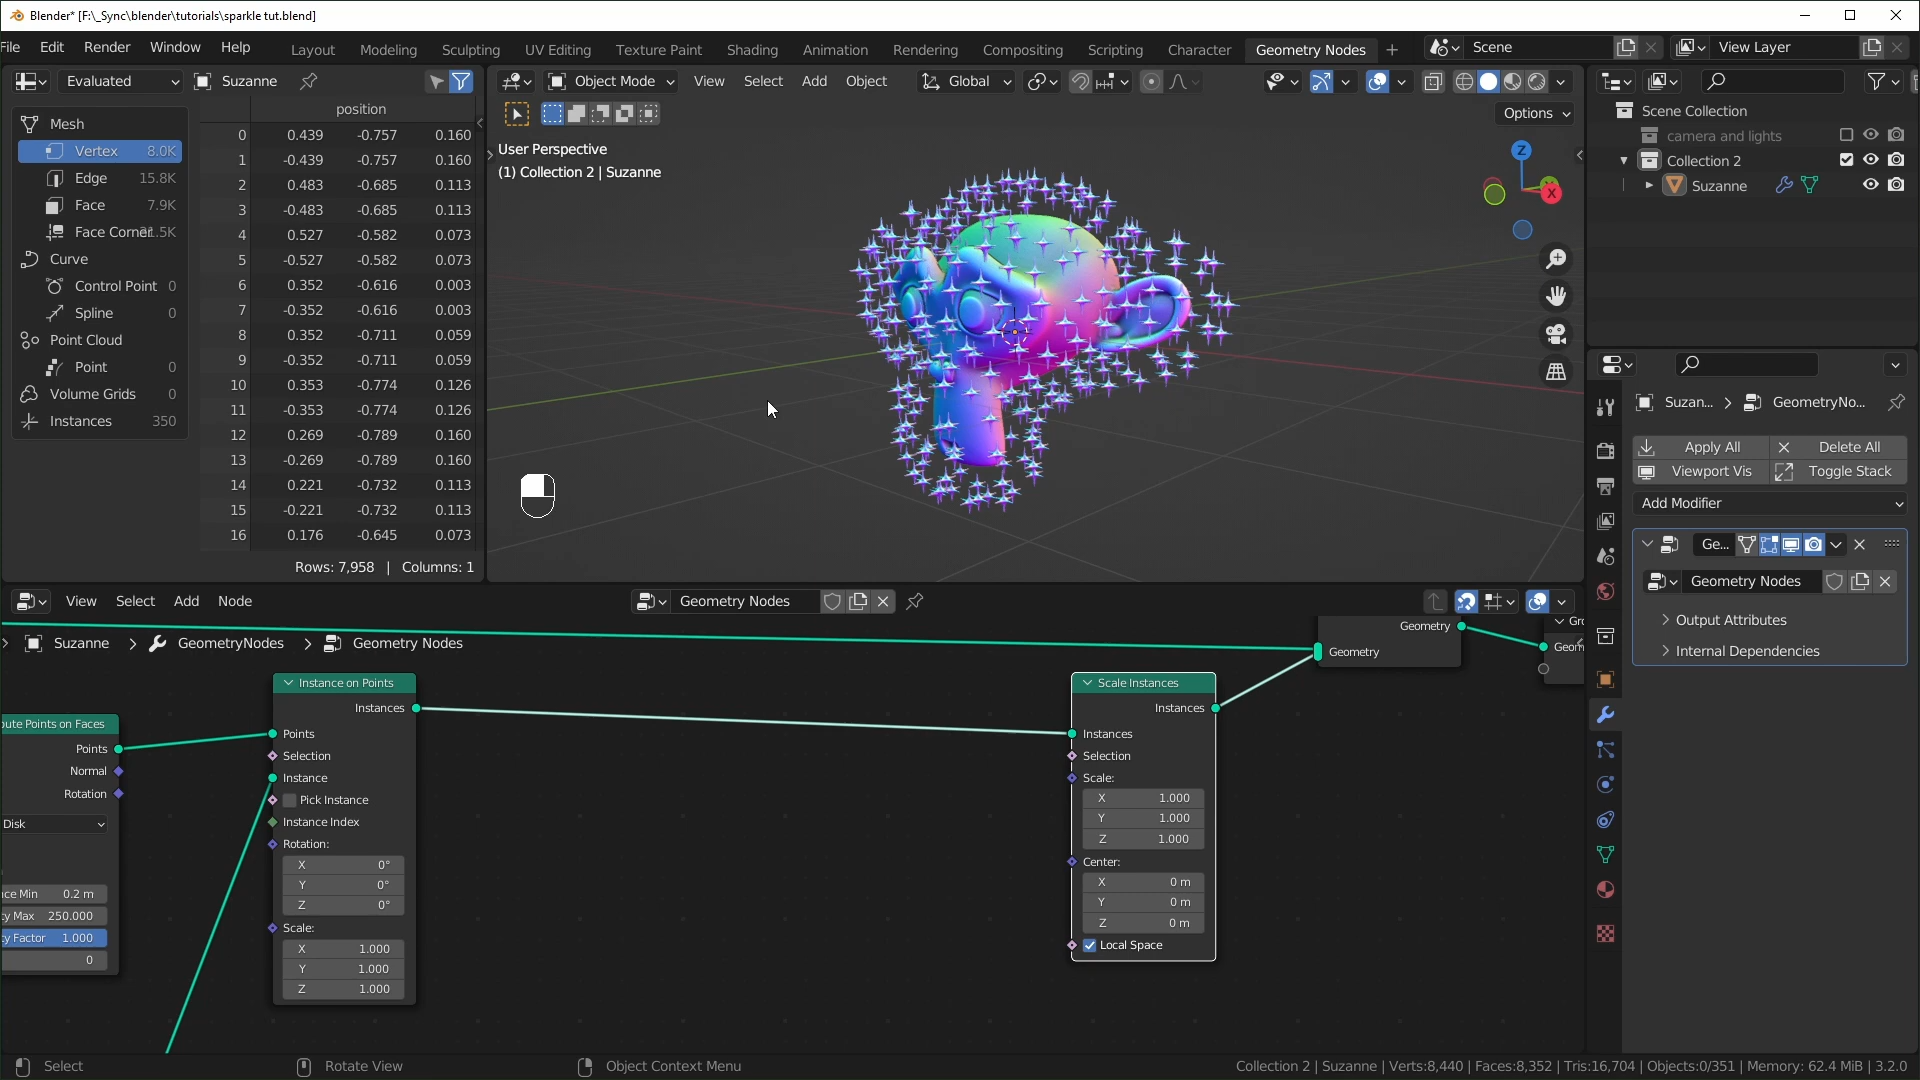 Blender* [F:\_Sync\blender\tutorials\sparkle tut.blend]
File Edit Render Window Help Layout Modeling Sculpting UV Editing Texture Paint Shading Animation Rendering Compositing Scripting Character Geometry Nodes Scene View Layer
Evaluated Suzanne
Object Mode View Select Add Object Global
Options
Mesh
Vertex 8.0K
Edge 15.8K
Face 7.9K
Face Corner 31.5K
Curve
Control Point 0
Spline 0
Point Cloud
Point 0
Volume Grids 0
Instances 350
position
0 0.439 -0.757 0.160
1 -0.439 -0.757 0.160
2 0.483 -0.685 0.113
3 -0.483 -0.685 0.113
4 0.527 -0.582 0.073
5 -0.527 -0.582 0.073
6 0.352 -0.616 0.003
7 -0.352 -0.616 0.003
8 0.352 -0.711 0.059
9 -0.352 -0.711 0.059
10 0.353 -0.774 0.126
11 -0.353 -0.774 0.126
12 0.269 -0.789 0.160
13 -0.269 -0.789 0.160
14 0.221 -0.732 0.113
15 -0.221 -0.732 0.113
16 0.176 -0.645 0.073
Rows: 7,958 | Columns: 1
User Perspective
(1) Collection 2 | Suzanne
Z
X
Scene Collection
camera and lights
Collection 2
Suzanne
Suzan... GeometryNo...
Apply All Delete All
Viewport Vis Toggle Stack
Add Modifier
Ge...
Geometry Nodes
Output Attributes
Internal Dependencies
View Select Add Node Geometry Nodes
Suzanne > GeometryNodes > Geometry Nodes
ute Points on Faces
Points
Normal
Rotation
Disk
ce Min 0.2 m
y Max 250.000
y Factor 1.000
0
Instance on Points
Instances
Points
Selection
Instance
Pick Instance
Instance Index
Rotation:
X 0°
Y 0°
Z 0°
Scale:
X 1.000
Y 1.000
Z 1.000
Scale Instances
Instances
Instances
Selection
Scale:
X 1.000
Y 1.000
Z 1.000
Center:
X 0 m
Y 0 m
Z 0 m
Local Space
Geometry
Geometry
Gro
Geom
Select Rotate View Object Context Menu
Collection 2 | Suzanne | Verts:8,440 | Faces:8,352 | Tris:16,704 | Objects:0/351 | Memory: 62.4 MiB | 3.2.0